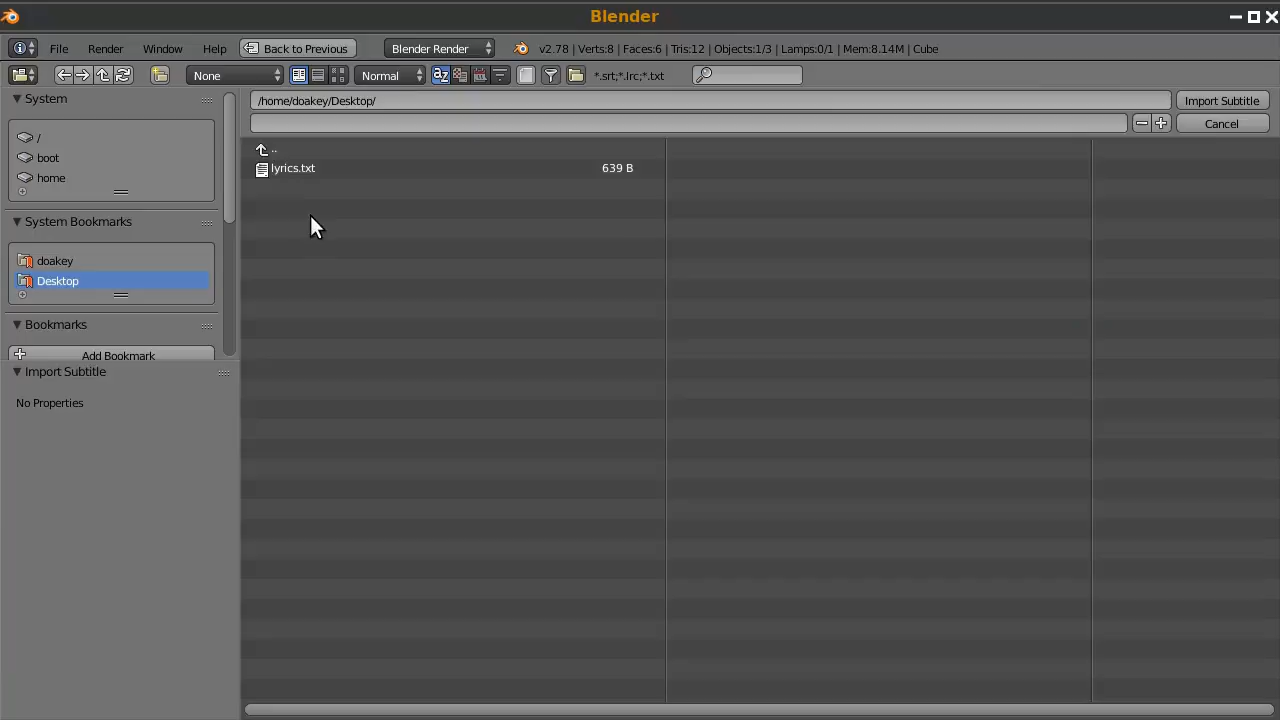 Blender
File Render Window Help Back to Previous Blender Render v2.78 | Verts:8 | Faces:6 | Tris:12 | Objects:1/3 | Lamps:0/1 | Mem:8.14M | Cube
None Normal *.srt;*.lrc;*.txt
System
/
boot
home
System Bookmarks
doakey
Desktop
Bookmarks
Add Bookmark
Import Subtitle
No Properties
/home/doakey/Desktop/ Import Subtitle
Cancel
..
lyrics.txt 639 B